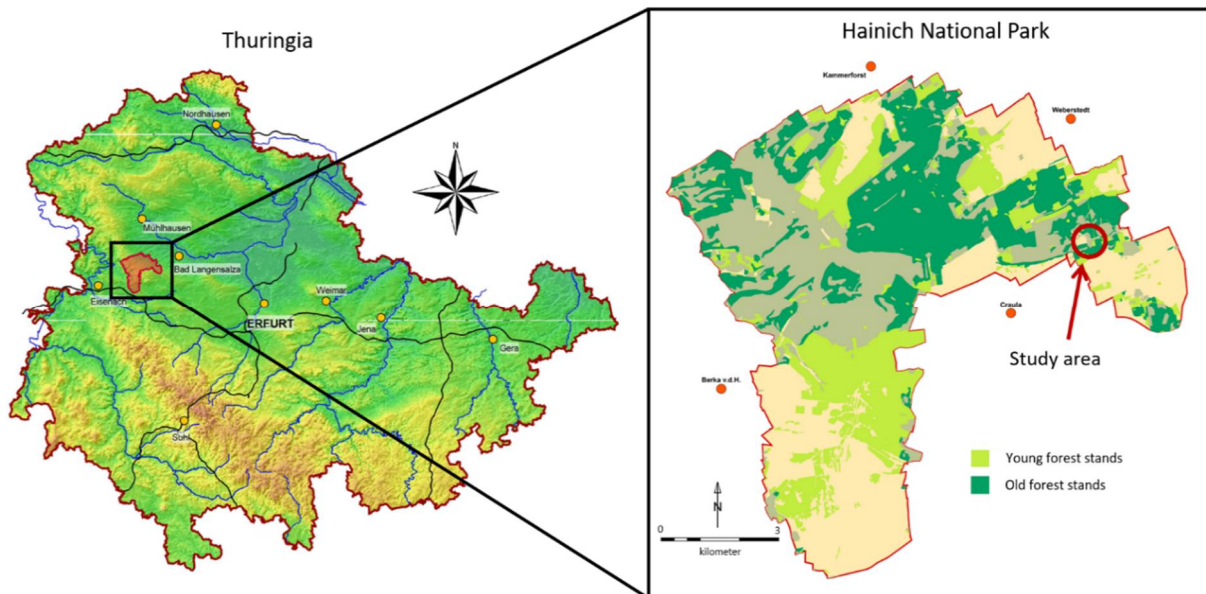 Thuringia
Nordhausen
N
Mühlhausen
Bad Langensalza
Eisenach
Weimar
ERFURT
Jena
Gera
Suhl
Hainich National Park
Kammerforst
Weberstedt
Craula
Study area
Berka v.d.H.
Young forest stands
Old forest stands
N
0 3
kilometer